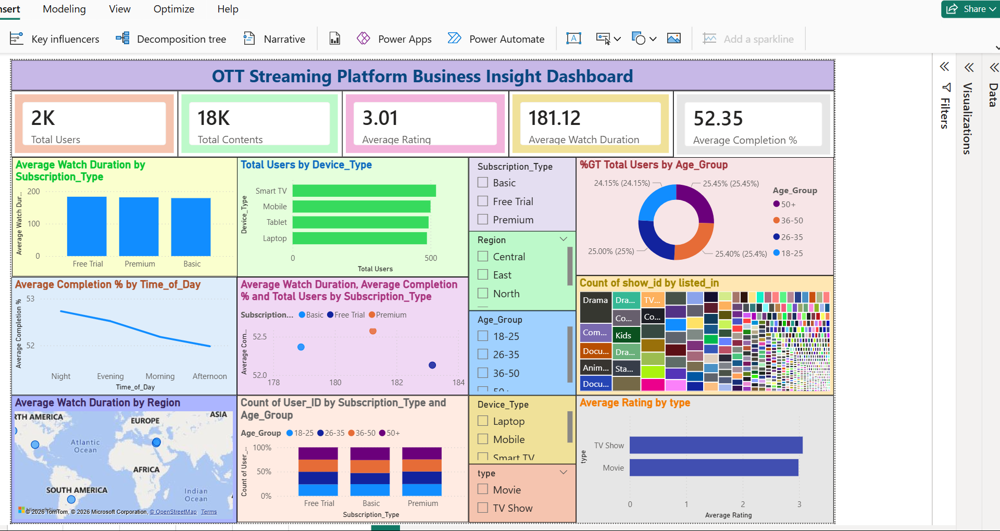 nsert Modeling View Optimize Help Share
Key influencers Decomposition tree Narrative Power Apps Power Automate Add a sparkline
OTT Streaming Platform Business Insight Dashboard
Filters
Visualizations
Data
2K
Total Users
18K
Total Contents
3.01
Average Rating
181.12
Average Watch Duration
52.35
Average Completion %
Average Watch Duration by
Subscription_Type
Average Watch Dur...
200
100
0
Free Trial Premium Basic
Total Users by Device_Type
Device_Type
Smart TV
Mobile
Tablet
Laptop
0 500
Total Users
Subscription_Type
Basic
Free Trial
Premium
Region
Central
East
North
Age_Group
18-25
26-35
36-50
50+
Device_Type
Laptop
Mobile
Smart TV
type
Movie
TV Show
%GT Total Users by Age_Group
24.15% (24.15%)
25.45% (25.45%)
25.00% (25%)
25.40% (25.4%)
Age_Group
50+
36-50
26-35
18-25
Average Completion % by Time_of_Day
Average Completion %
53
52
Night Evening Morning Afternoon
Time_of_Day
Average Watch Duration, Average Completion
% and Total Users by Subscription_Type
Subscription... Basic Free Trial Premium
Average Com...
52.5
52.0
178 180 182 184
Count of show_id by listed_in
Drama
Com...
Docu...
Anim...
Docu...
Dra...
Co...
Kids
Dra...
Sta...
TV...
Co...
Average Watch Duration by Region
RTH AMERICA
EUROPE
ASIA
Atlantic
Ocean
AFRICA
SOUTH AMERICA
Indian
Ocean
© 2026 TomTom, © 2026 Microsoft Corporation, © OpenStreetMap Terms
Count of User_ID by Subscription_Type and
Age_Group
Age_Group 18-25 26-35 36-50 50+
Count of User_...
100%
50%
0%
Free Trial Basic Premium
Subscription_Type
Average Rating by type
type
TV Show
Movie
0 1 2 3
Average Rating